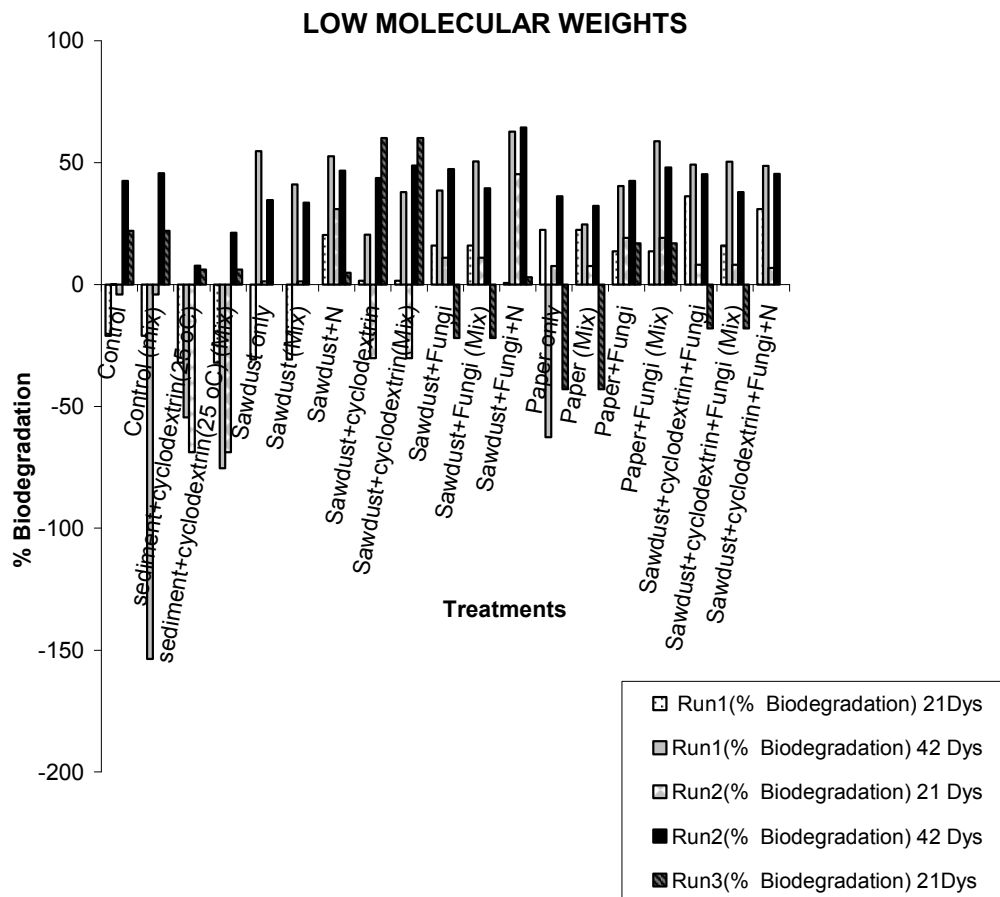 LOW MOLECULAR WEIGHTS
100
50
0
-50
-100
-150
-200
% Biodegradation
Control
Control (mix)
sediment+cyclodextrin(25 oC)
sediment+cyclodextrin(25 oC) (Mix)
Sawdust only
Sawdust (Mix)
Sawdust+N
Sawdust+cyclodextrin
Sawdust+cyclodextrin(Mix)
Sawdust+Fungi
Sawdust+Fungi (Mix)
Sawdust+Fungi+N
Paper only
Paper (Mix)
Paper+Fungi
Paper+Fungi (Mix)
Sawdust+cyclodextrin+Fungi
Sawdust+cyclodextrin+Fungi (Mix)
Sawdust+cyclodextrin+Fungi+N
Treatments
Run1(% Biodegradation) 21Dys
Run1(% Biodegradation) 42 Dys
Run2(% Biodegradation) 21 Dys
Run2(% Biodegradation) 42 Dys
Run3(% Biodegradation) 21Dys